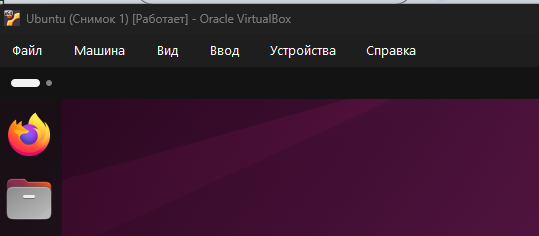 Ubuntu (Снимок 1) [Работает] - Oracle VirtualBox
Файл Машина Вид Ввод Устройства Справка